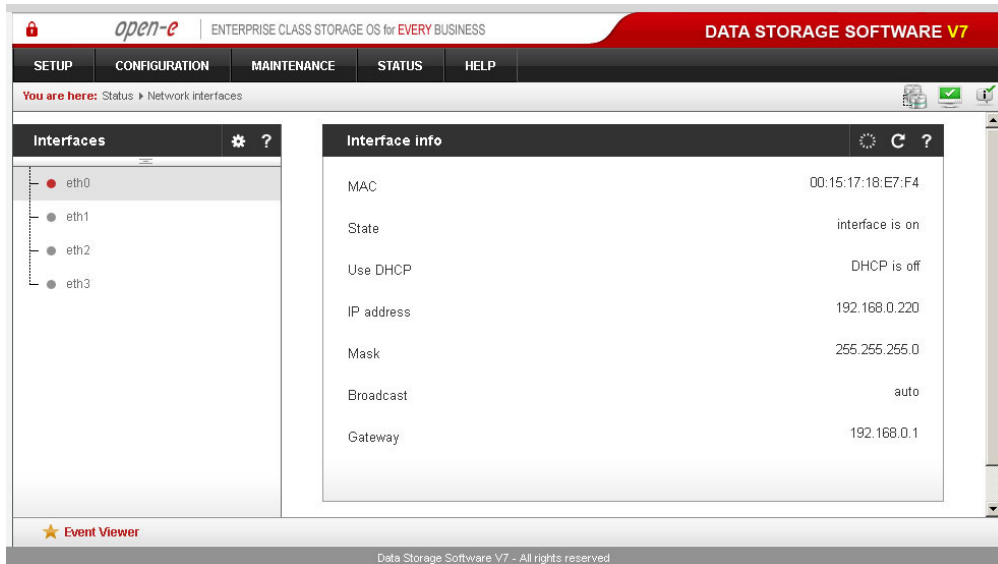 open-e ENTERPRISE CLASS STORAGE OS for EVERY BUSINESS DATA STORAGE SOFTWARE V7
SETUP CONFIGURATION MAINTENANCE STATUS HELP
You are here: Status Network interfaces
Interfaces ?
eth0
eth1
eth2
eth3
Interface info ?
MAC 00:15:17:18:E7:F4
State interface is on
Use DHCP DHCP is off
IP address 192.168.0.220
Mask 255.255.255.0
Broadcast auto
Gateway 192.168.0.1
Event Viewer
Data Storage Software V7 - All rights reserved